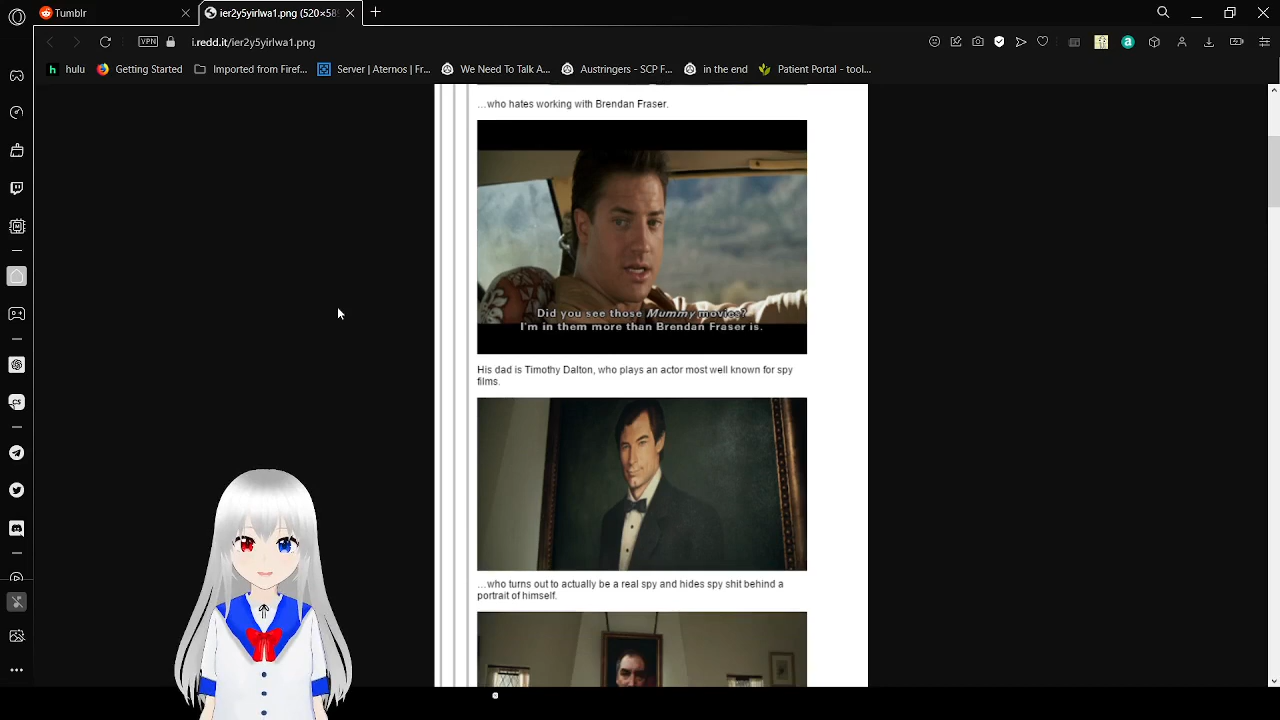 Tumblr
ier2y5yirlwa1.png (520×58
VPN
i.redd.it/ier2y5yirlwa1.png
hulu
Getting Started
Imported from Firef...
Server | Aternos | Fr...
We Need To Talk A...
Austringers - SCP F...
in the end
Patient Portal - tool...
…who hates working with Brendan Fraser.
Did you see those Mummy movies?
I'm in them more than Brendan Fraser is.
His dad is Timothy Dalton, who plays an actor most well known for spy
films.
…who turns out to actually be a real spy and hides spy shit behind a
portrait of himself.